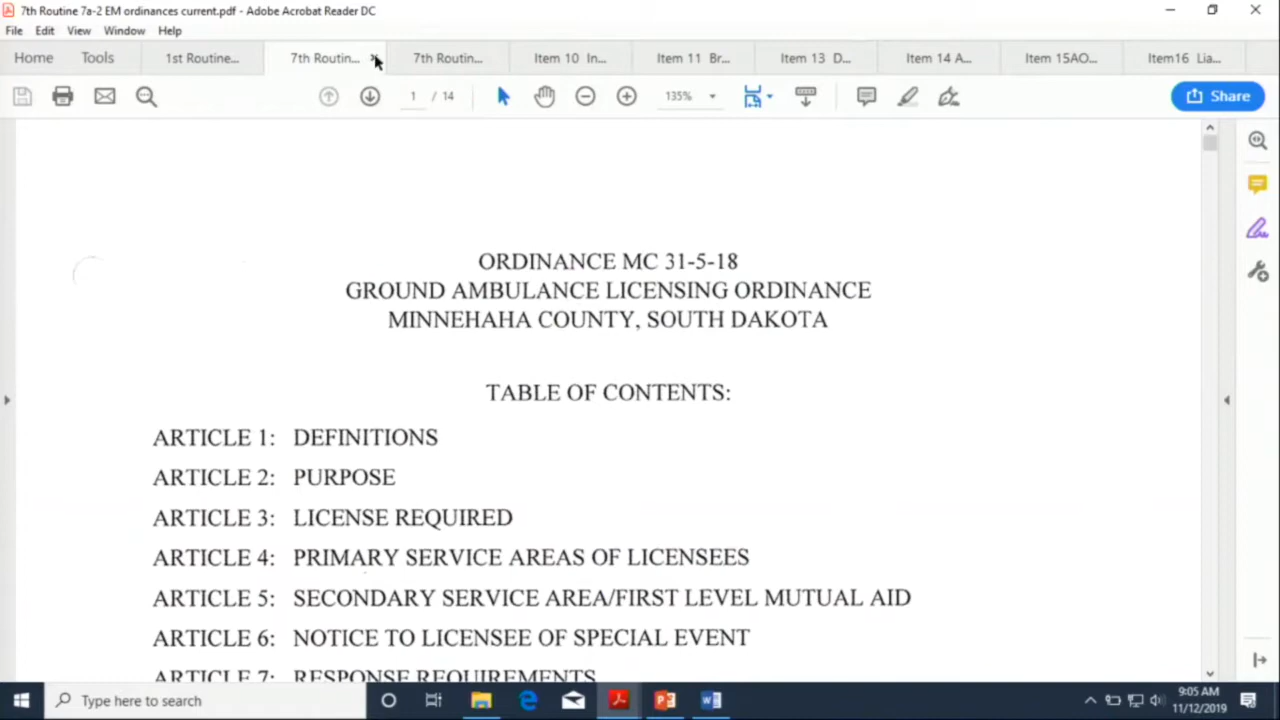 7th Routine 7a-2 EM ordinances current.pdf - Adobe Acrobat Reader DC
File Edit View Window Help
Home Tools 1st Routine... 7th Routin... 7th Routin... Item 10 In... Item 11 Br... Item 13 D... Item 14 A... Item 15AO... Item16 Lia...
1 / 14 135% Share
ORDINANCE MC 31-5-18
GROUND AMBULANCE LICENSING ORDINANCE
MINNEHAHA COUNTY, SOUTH DAKOTA
TABLE OF CONTENTS:
ARTICLE 1: DEFINITIONS
ARTICLE 2: PURPOSE
ARTICLE 3: LICENSE REQUIRED
ARTICLE 4: PRIMARY SERVICE AREAS OF LICENSEES
ARTICLE 5: SECONDARY SERVICE AREA/FIRST LEVEL MUTUAL AID
ARTICLE 6: NOTICE TO LICENSEE OF SPECIAL EVENT
ARTICLE 7: RESPONSE REQUIREMENTS
Type here to search
9:05 AM
11/12/2019